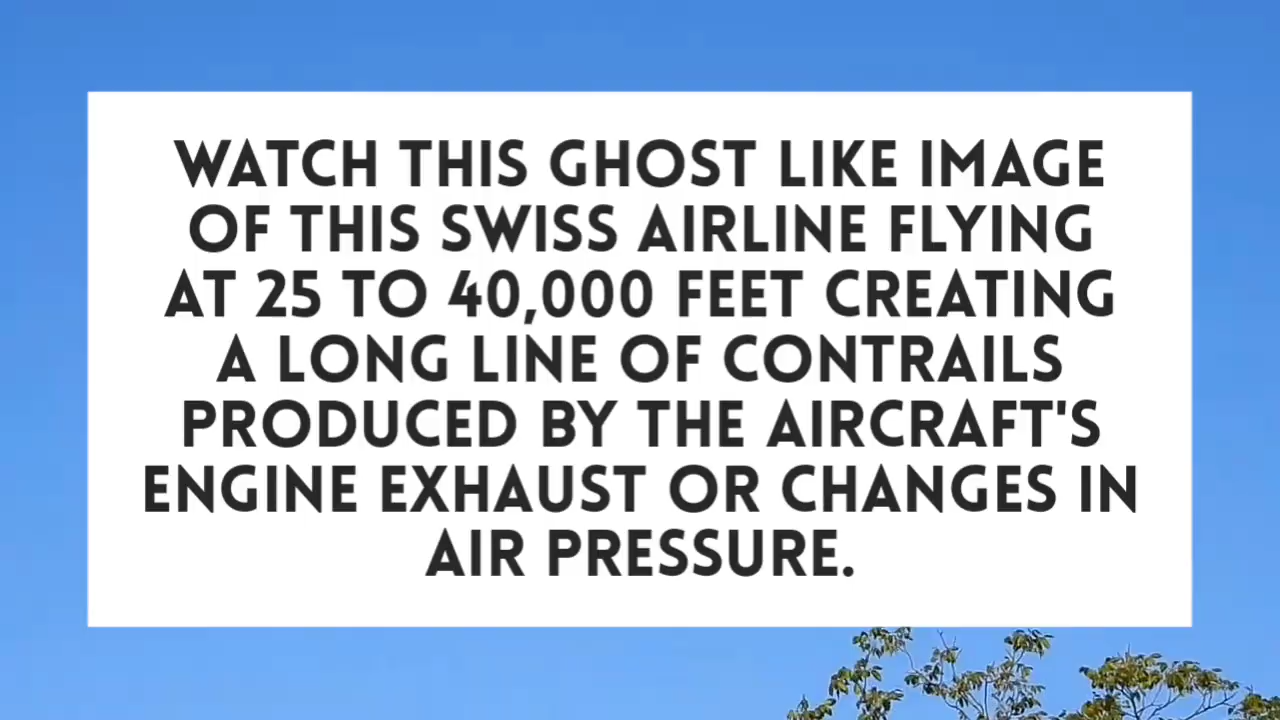 WATCH THIS GHOST LIKE IMAGE
OF THIS SWISS AIRLINE FLYING
AT 25 TO 40,000 FEET CREATING
A LONG LINE OF CONTRAILS
PRODUCED BY THE AIRCRAFT'S
ENGINE EXHAUST OR CHANGES IN
AIR PRESSURE.